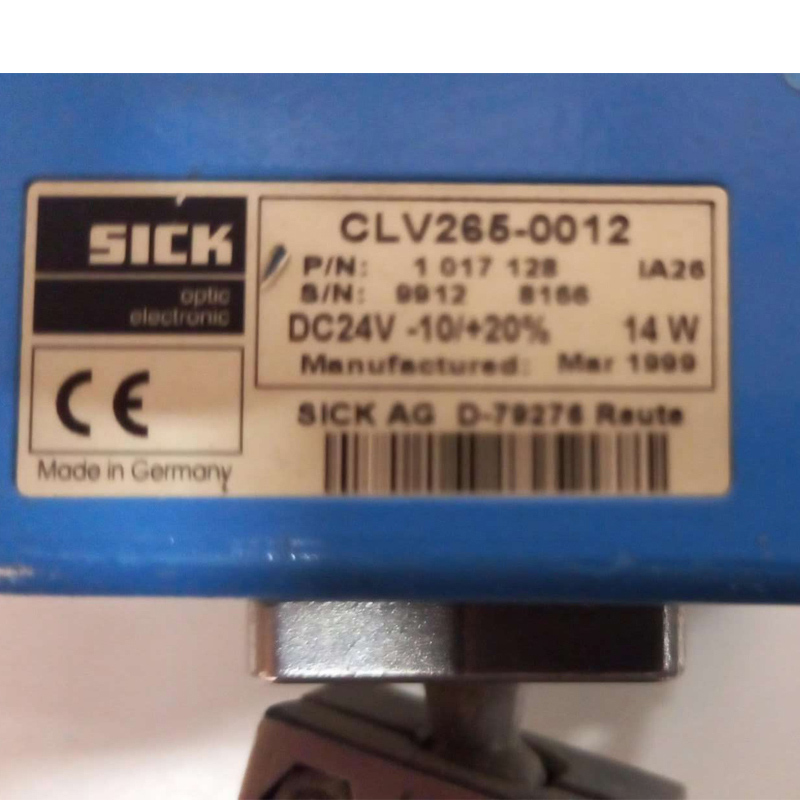 SICK
optic
electronic
CE
Made in Germany
CLV265-0012
P/N: 1 017 128 IA26
S/N: 9912 8166
DC24V -10/+20% 14 W
Manufactured: Mar 1999
SICK AG D-79276 Reute